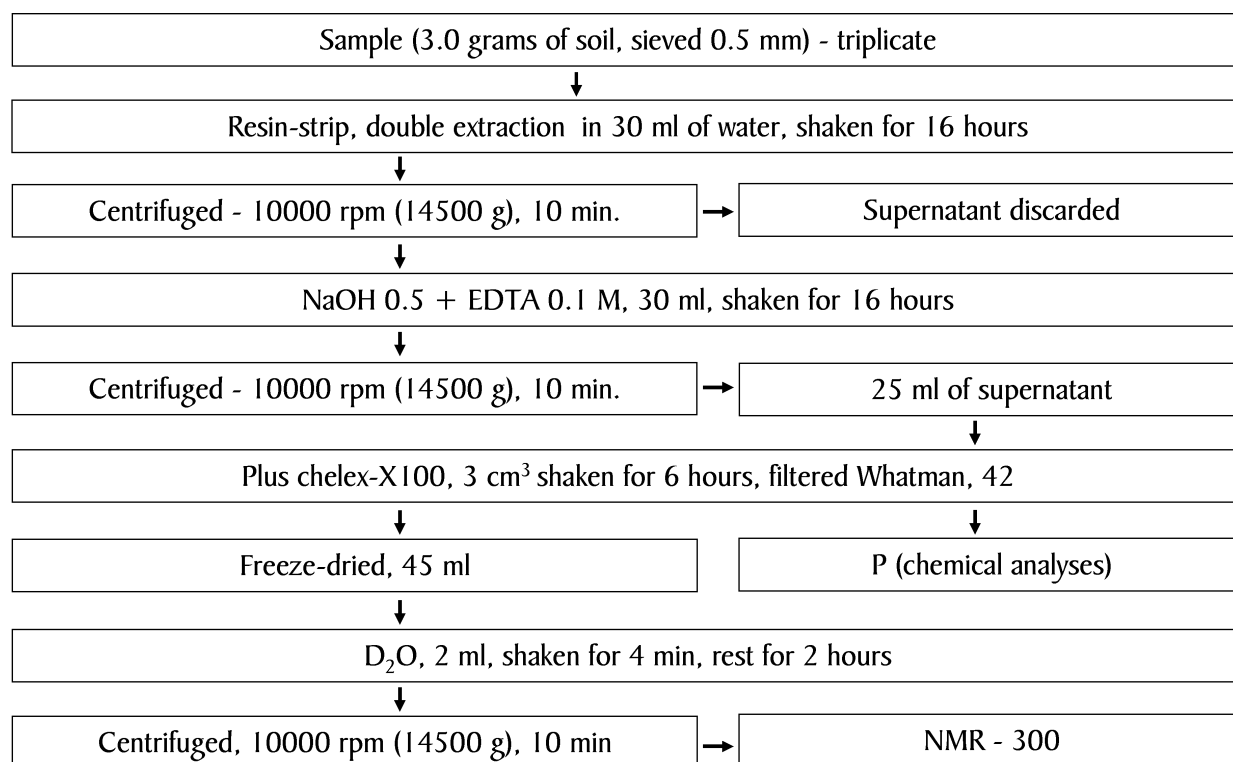 Sample (3.0 grams of soil, sieved 0.5 mm) - triplicate
Resin-strip, double extraction in 30 ml of water, shaken for 16 hours
Centrifuged - 10000 rpm (14500 g), 10 min.
Supernatant discarded
NaOH 0.5 + EDTA 0.1 M, 30 ml, shaken for 16 hours
Centrifuged - 10000 rpm (14500 g), 10 min.
25 ml of supernatant
Plus chelex-X100, 3 cm³ shaken for 6 hours, filtered Whatman, 42
Freeze-dried, 45 ml
P (chemical analyses)
D₂O, 2 ml, shaken for 4 min, rest for 2 hours
Centrifuged, 10000 rpm (14500 g), 10 min
NMR - 300